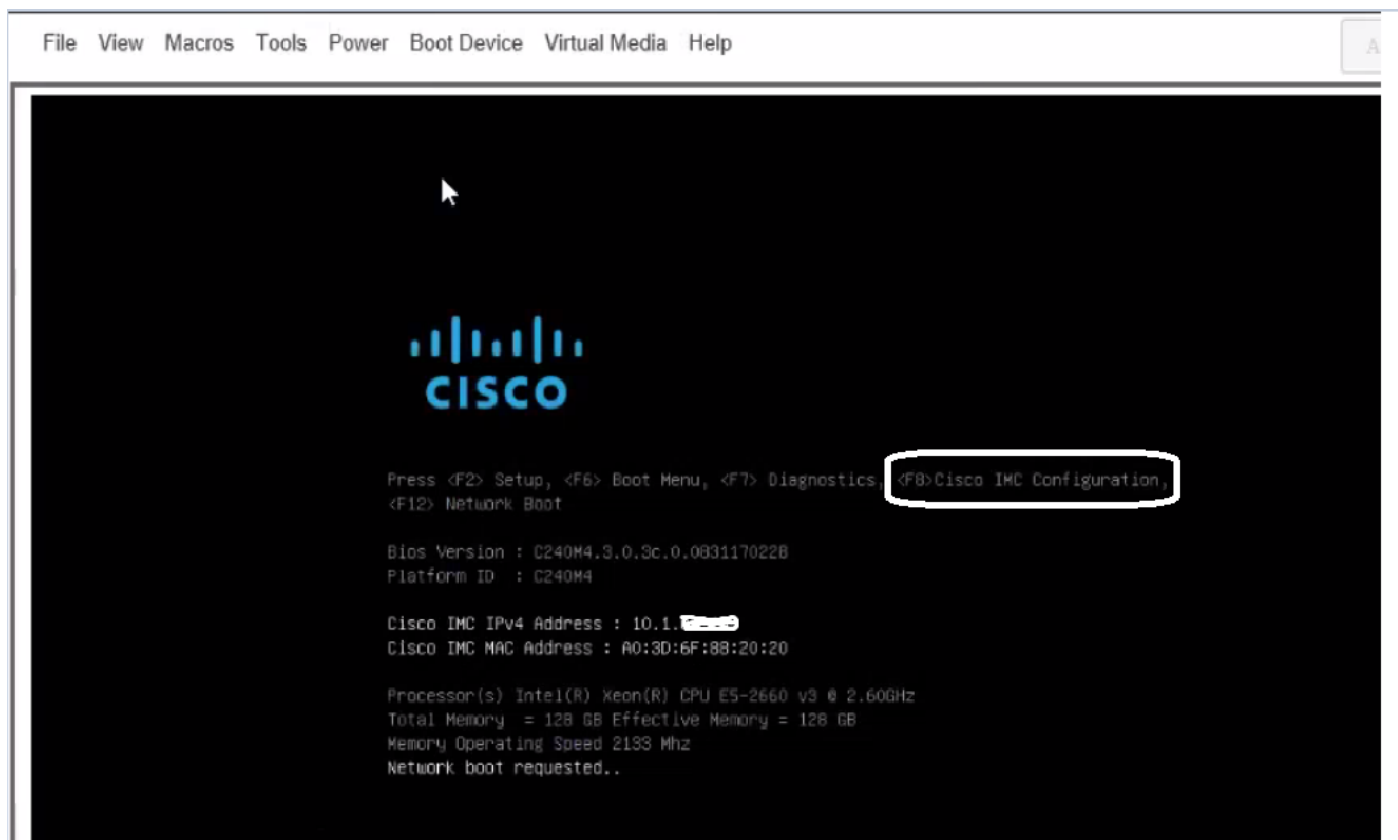 File View Macros Tools Power Boot Device Virtual Media Help
A
CISCO
Press <F2> Setup, <F6> Boot Menu, <F7> Diagnostics, <F8>Cisco IMC Configuration,
<F12> Network Boot
Bios Version : C240M4.3.0.3c.0.0831170228
Platform ID : C240M4
Cisco IMC IPv4 Address : 10.1.
Cisco IMC MAC Address : A0:3D:6F:8B:20:20
Processor(s) Intel(R) Xeon(R) CPU E5-2660 v3 @ 2.60GHz
Total Memory = 128 GB Effective Memory = 128 GB
Memory Operating Speed 2133 Mhz
Network boot requested..